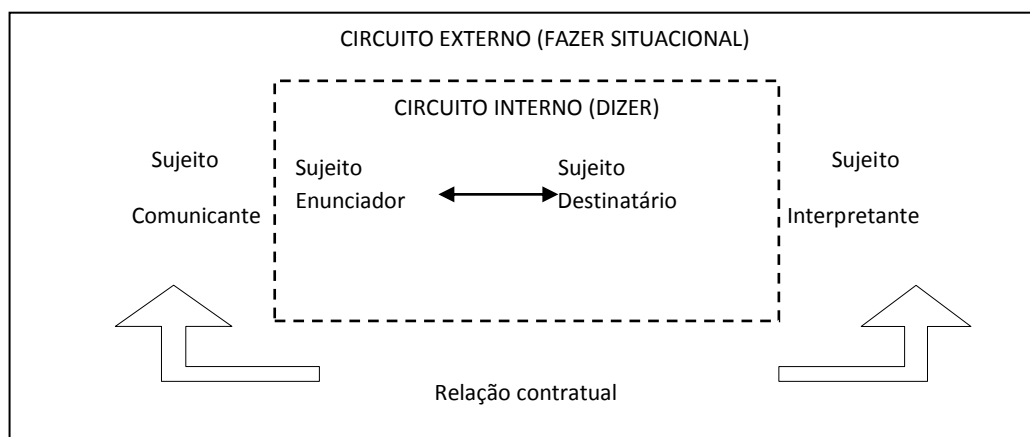 CIRCUITO EXTERNO (FAZER SITUACIONAL)
CIRCUITO INTERNO (DIZER)
Sujeito
Comunicante
Sujeito
Enunciador
Sujeito
Destinatário
Sujeito
Interpretante
Relação contratual